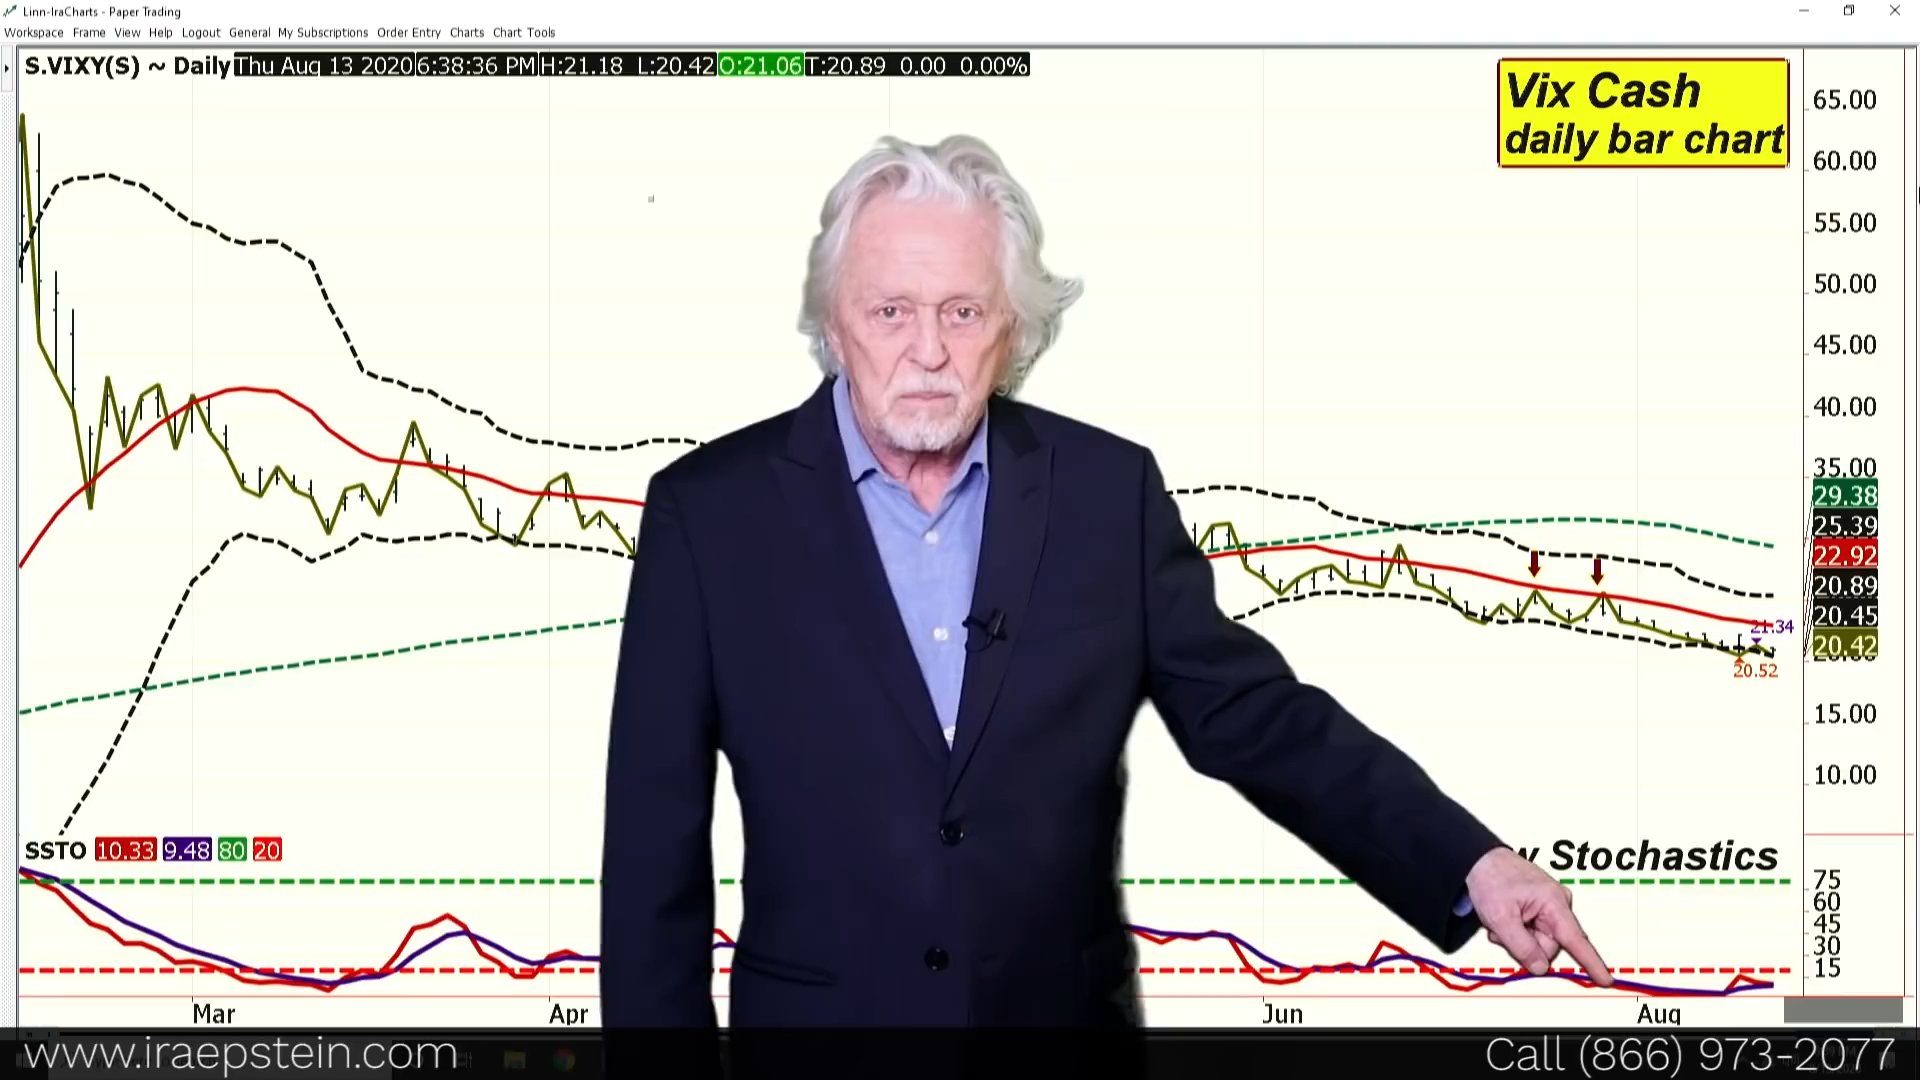 Linn-IraCharts - Paper Trading
Workspace Frame View Help Logout General My Subscriptions Order Entry Charts Chart Tools
S.VIXY(S) ~ Daily Thu Aug 13 2020 6:38:36 PM H:21.18 L:20.42 O:21.06 T:20.89 0.00 0.00%
Vix Cash
daily bar chart
65.00
60.00
55.00
50.00
45.00
40.00
35.00
29.38
25.39
22.92
20.89
20.45
20.42
21.34
20.52
15.00
10.00
SSTO 10.33 9.48 80 20
w Stochastics
75
60
45
30
15
Mar Apr Jun Aug
www.iraepstein.com
Call (866) 973-2077